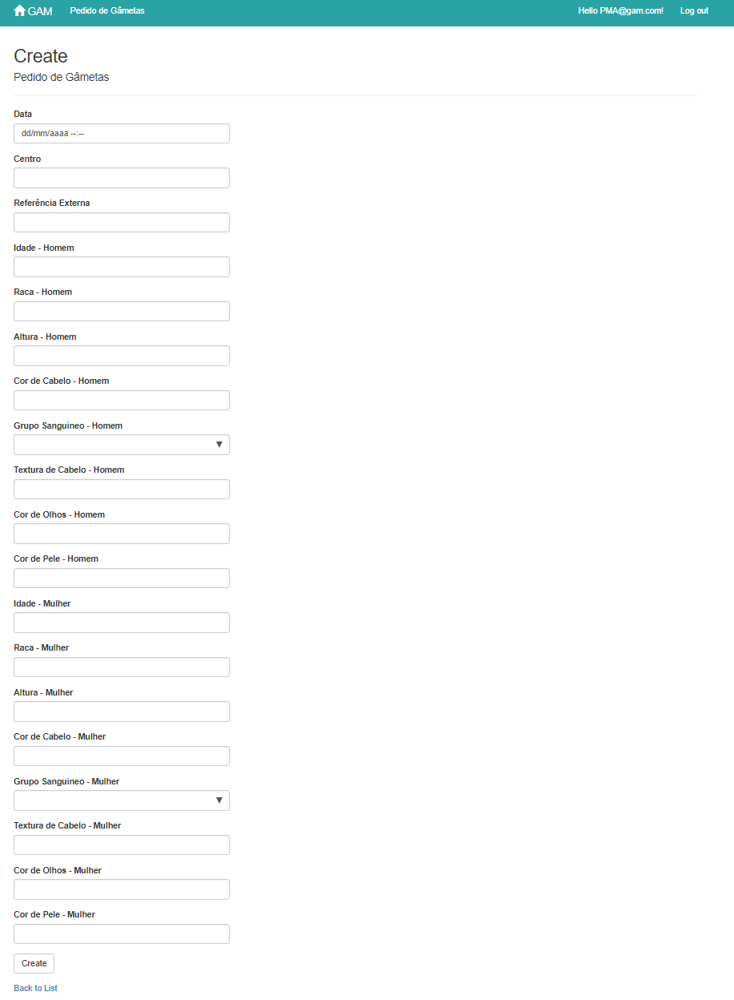 GAM Pedido de Gâmetas Hello PMA@gam.com! Log out
Create
Pedido de Gâmetas
Data
dd/mm/aaaa --:--
Centro
Referência Externa
Idade - Homem
Raca - Homem
Altura - Homem
Cor de Cabelo - Homem
Grupo Sanguineo - Homem
Textura de Cabelo - Homem
Cor de Olhos - Homem
Cor de Pele - Homem
Idade - Mulher
Raca - Mulher
Altura - Mulher
Cor de Cabelo - Mulher
Grupo Sanguineo - Mulher
Textura de Cabelo - Mulher
Cor de Olhos - Mulher
Cor de Pele - Mulher
Create
Back to List